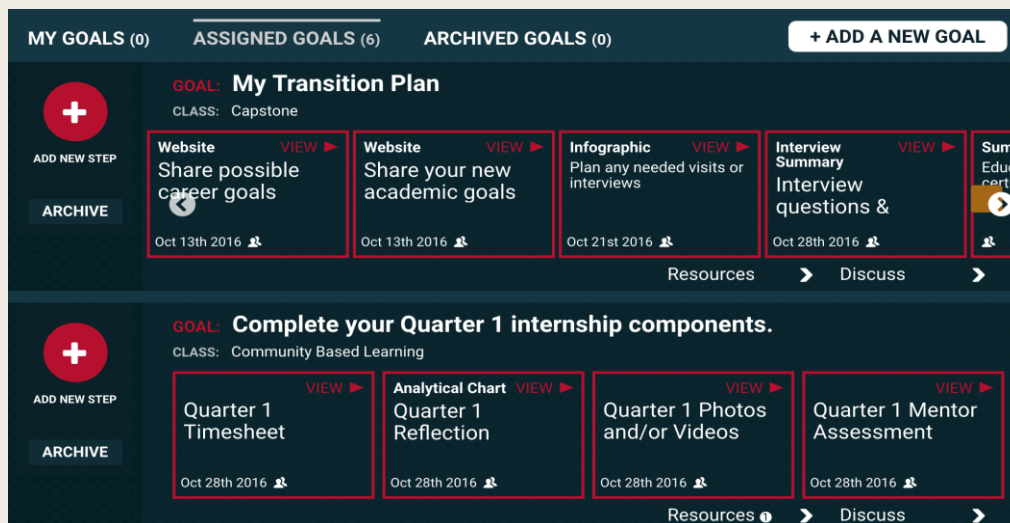 MY GOALS (0) ASSIGNED GOALS (6) ARCHIVED GOALS (0) + ADD A NEW GOAL
GOAL: My Transition Plan
CLASS: Capstone
ADD NEW STEP
ARCHIVE
Website VIEW
Share possible
career goals
Oct 13th 2016
Website VIEW
Share your new
academic goals
Oct 13th 2016
Infographic VIEW
Plan any needed visits or
interviews
Oct 21st 2016
Interview VIEW
Summary
Interview
questions &
Oct 28th 2016
Resources Discuss
GOAL: Complete your Quarter 1 internship components.
CLASS: Community Based Learning
ADD NEW STEP
ARCHIVE
VIEW
Quarter 1
Timesheet
Oct 28th 2016
Analytical Chart VIEW
Quarter 1
Reflection
Oct 28th 2016
VIEW
Quarter 1 Photos
and/or Videos
Oct 28th 2016
VIEW
Quarter 1 Mentor
Assessment
Oct 28th 2016
Resources 1 Discuss